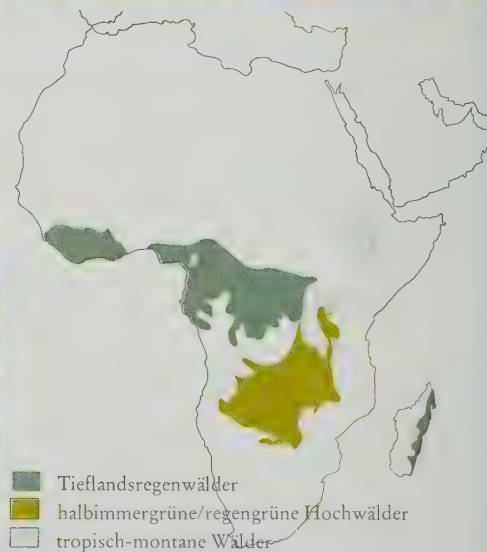 Tieflandsregenwälder
halbimmergrüne/regengrüne Hochwälder
tropisch-montane Wälder